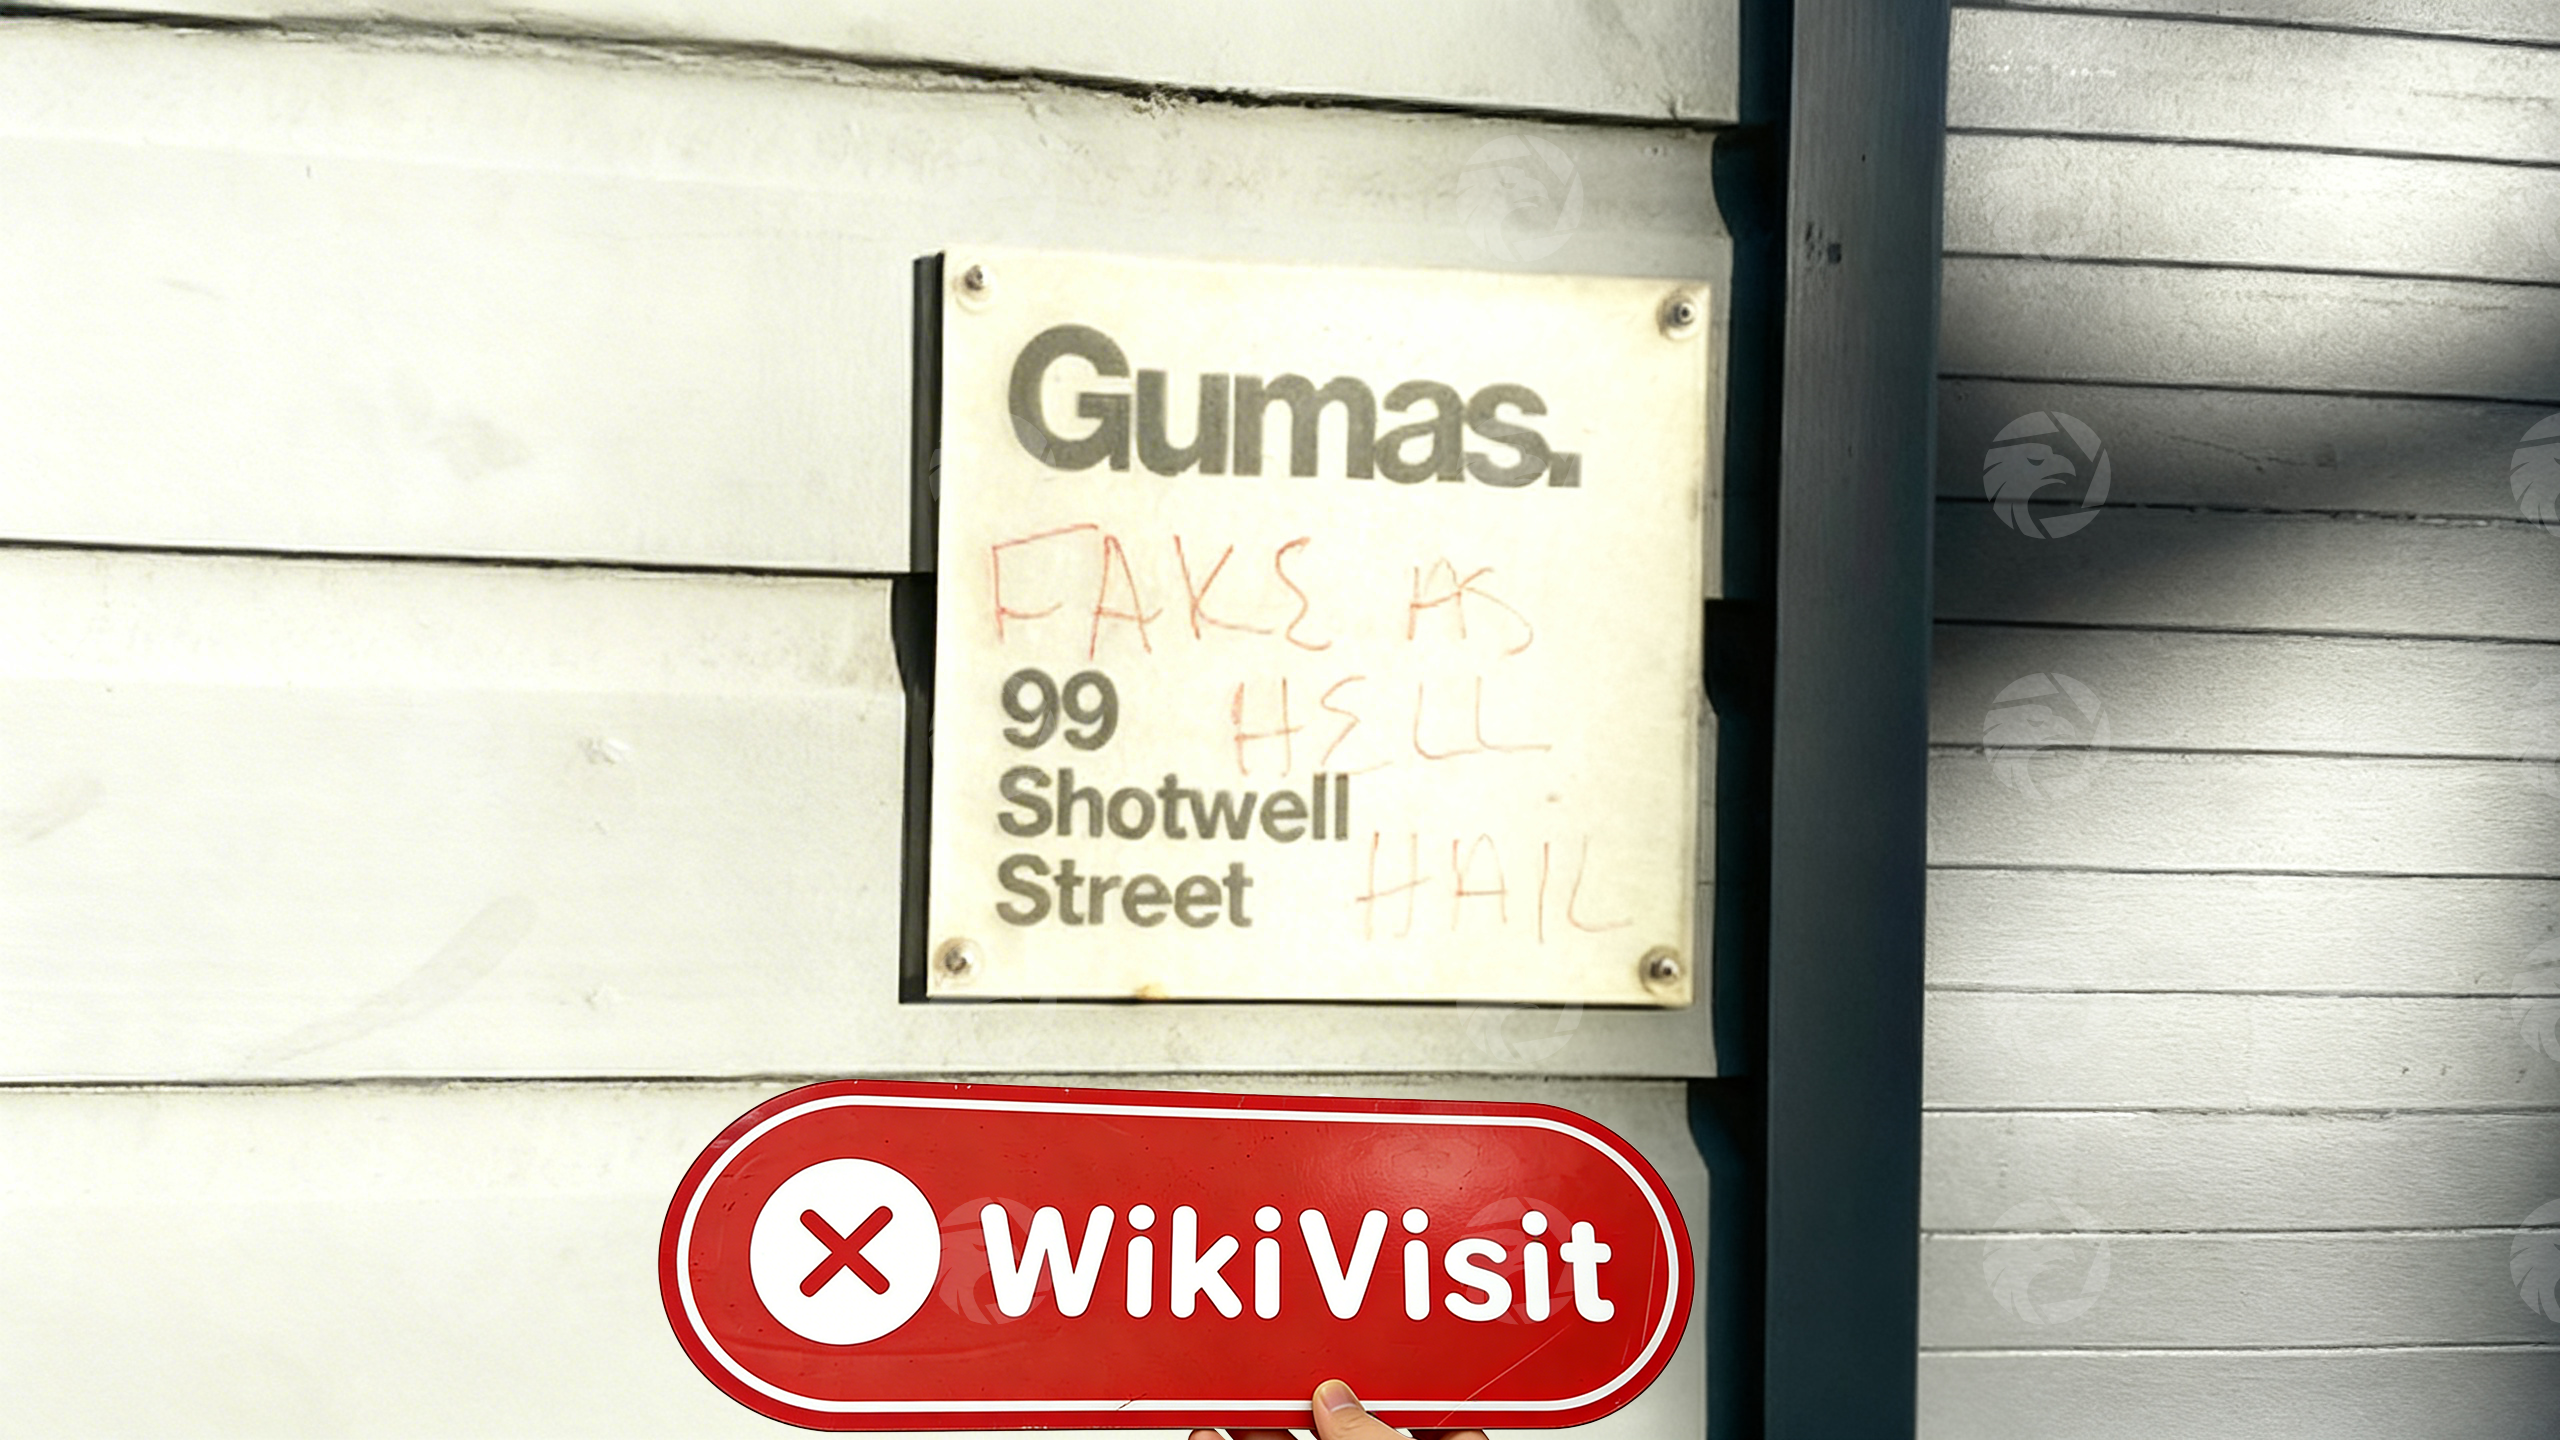 Gumas.
FAKE AS
HELL
99
Shotwell
Street
HAIL
WikiVisit